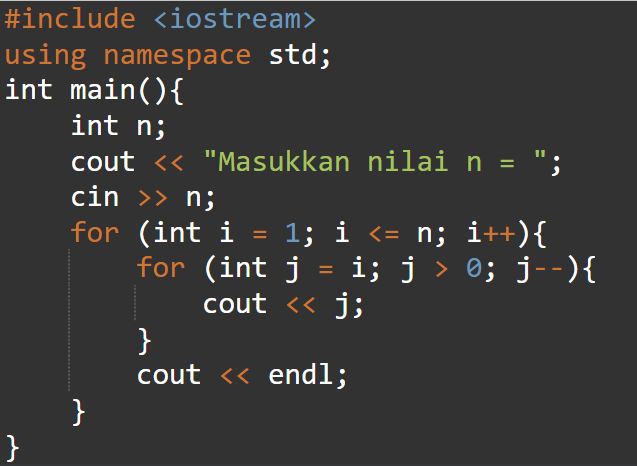 #include <iostream>
using namespace std;
int main(){
    int n;
    cout << "Masukkan nilai n = ";
    cin >> n;
    for (int i = 1; i <= n; i++){
        for (int j = i; j > 0; j--){
            cout << j;
        }
        cout << endl;
    }
}